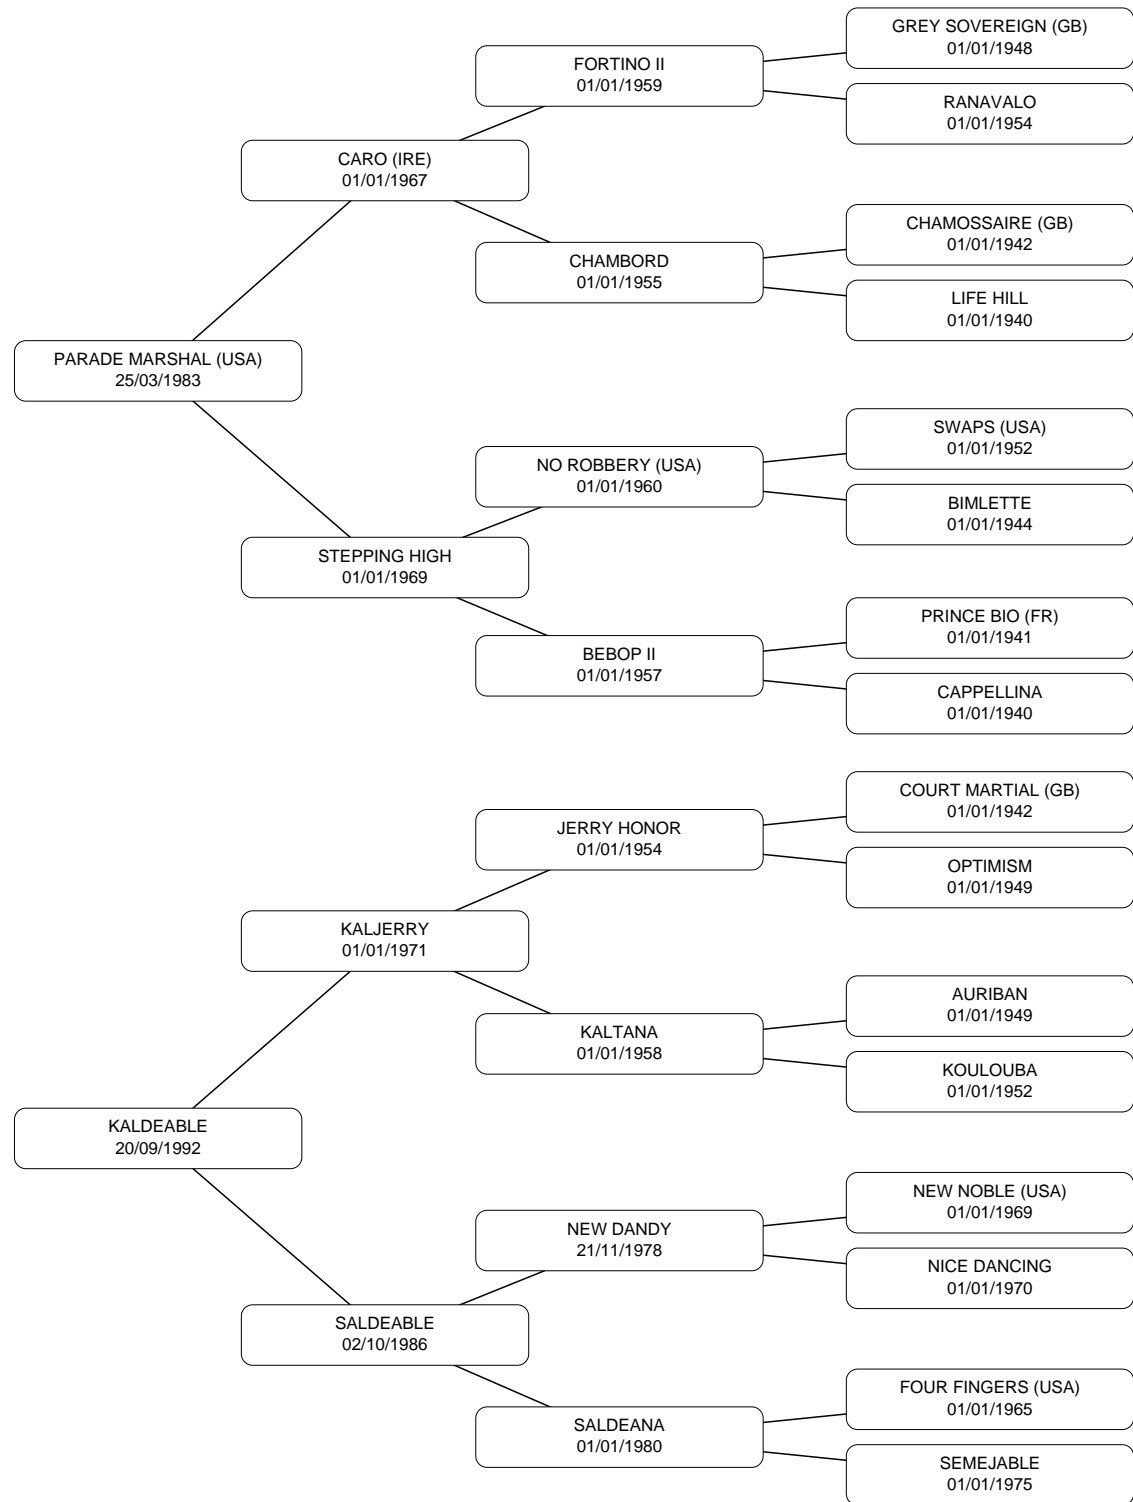 GREY SOVEREIGN (GB)
01/01/1948
FORTINO II
01/01/1959
RANAVALO
01/01/1954
CARO (IRE)
01/01/1967
CHAMOSSAIRE (GB)
01/01/1942
CHAMBORD
01/01/1955
LIFE HILL
01/01/1940
PARADE MARSHAL (USA)
25/03/1983
SWAPS (USA)
01/01/1952
NO ROBBERY (USA)
01/01/1960
BIMLETTE
01/01/1944
STEPPING HIGH
01/01/1969
PRINCE BIO (FR)
01/01/1941
BEBOP II
01/01/1957
CAPPELLINA
01/01/1940
COURT MARTIAL (GB)
01/01/1942
JERRY HONOR
01/01/1954
OPTIMISM
01/01/1949
KALJERRY
01/01/1971
AURIBAN
01/01/1949
KALTANA
01/01/1958
KOULOUBA
01/01/1952
KALDEABLE
20/09/1992
NEW NOBLE (USA)
01/01/1969
NEW DANDY
21/11/1978
NICE DANCING
01/01/1970
SALDEABLE
02/10/1986
FOUR FINGERS (USA)
01/01/1965
SALDEANA
01/01/1980
SEMEJABLE
01/01/1975